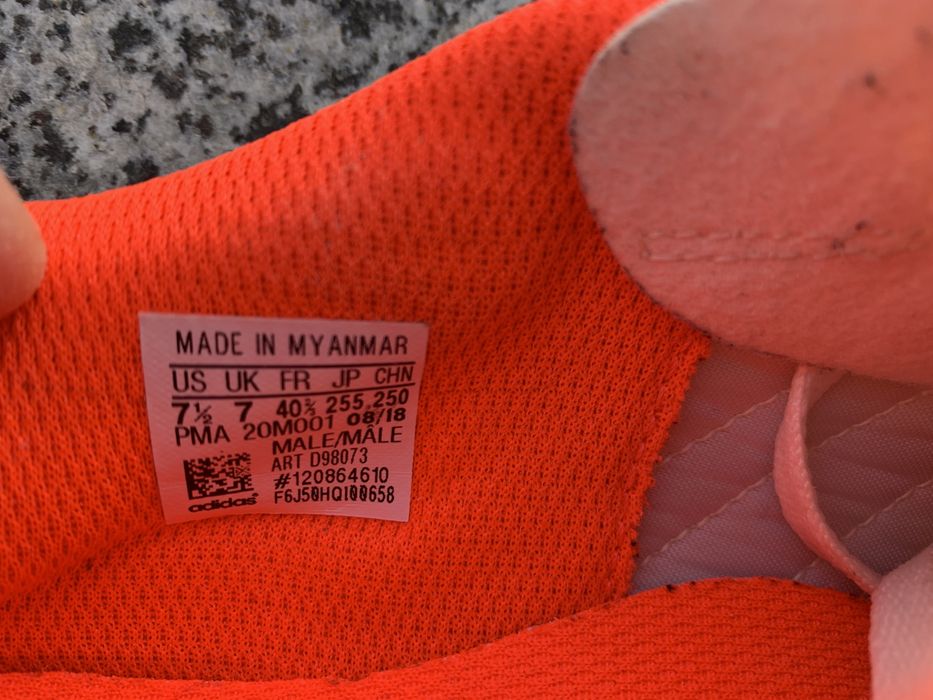 MADE IN MYANMAR
US UK FR JP CHN
7½ 7 40⅔ 255 250
PMA 20M001 08/18
MALE/MÂLE
ART D98073
#120864610
F6J50HQI00658
adidas